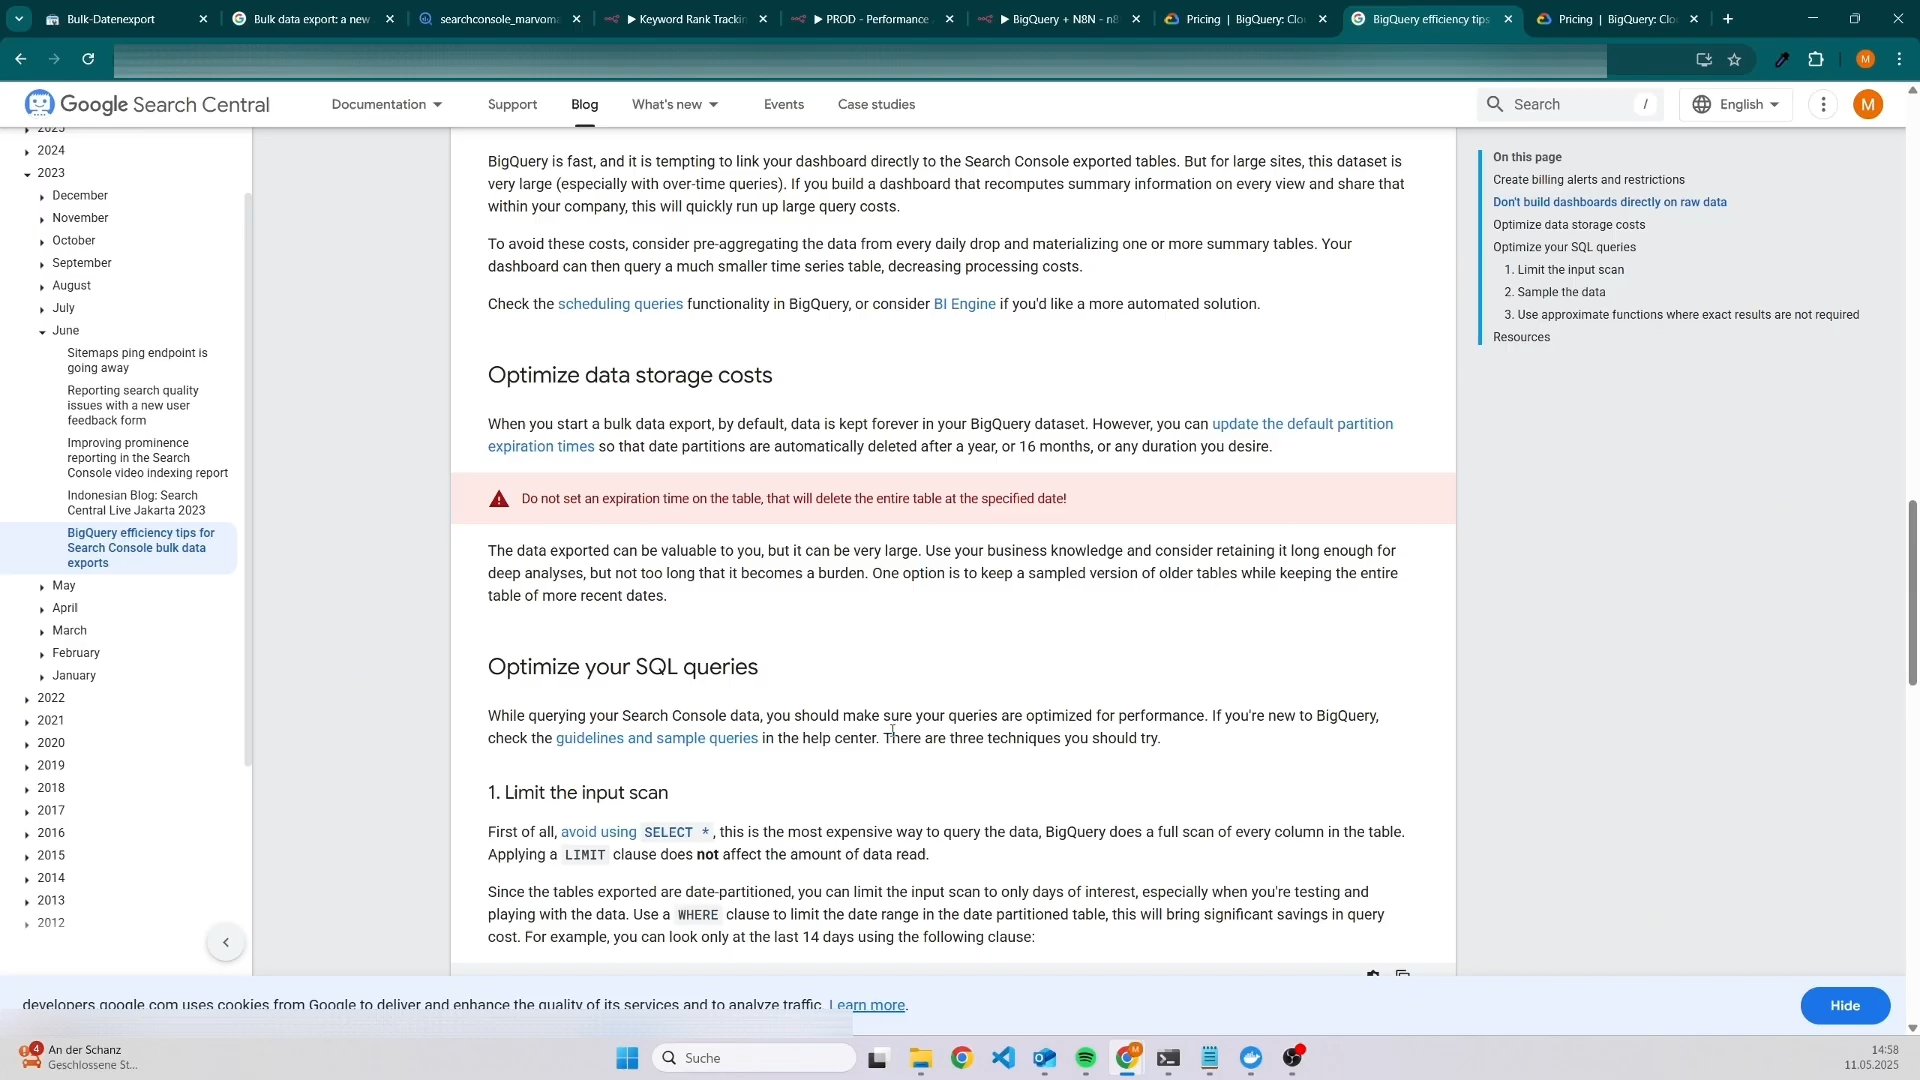 Bulk-Datenexport
Bulk data export: a new
searchconsole_marvoma
▶ Keyword Rank Trackin
▶ PROD - Performance
▶ BigQuery + N8N - n8
Pricing | BigQuery: Clo
BigQuery efficiency tips
Pricing | BigQuery: Clo
M
Google Search Central
Documentation
Support
Blog
What's new
Events
Case studies
Search
/
English
M
2025
2024
2023
December
November
October
September
August
July
June
Sitemaps ping endpoint is
going away
Reporting search quality
issues with a new user
feedback form
Improving prominence
reporting in the Search
Console video indexing report
Indonesian Blog: Search
Central Live Jakarta 2023
BigQuery efficiency tips for
Search Console bulk data
exports
May
April
March
February
January
2022
2021
2020
2019
2018
2017
2016
2015
2014
2013
2012
BigQuery is fast, and it is tempting to link your dashboard directly to the Search Console exported tables. But for large sites, this dataset is
very large (especially with over-time queries). If you build a dashboard that recomputes summary information on every view and share that
within your company, this will quickly run up large query costs.
To avoid these costs, consider pre-aggregating the data from every daily drop and materializing one or more summary tables. Your
dashboard can then query a much smaller time series table, decreasing processing costs.
Check the scheduling queries functionality in BigQuery, or consider BI Engine if you'd like a more automated solution.
Optimize data storage costs
When you start a bulk data export, by default, data is kept forever in your BigQuery dataset. However, you can update the default partition
expiration times so that date partitions are automatically deleted after a year, or 16 months, or any duration you desire.
Do not set an expiration time on the table, that will delete the entire table at the specified date!
The data exported can be valuable to you, but it can be very large. Use your business knowledge and consider retaining it long enough for
deep analyses, but not too long that it becomes a burden. One option is to keep a sampled version of older tables while keeping the entire
table of more recent dates.
Optimize your SQL queries
While querying your Search Console data, you should make sure your queries are optimized for performance. If you're new to BigQuery,
check the guidelines and sample queries in the help center. There are three techniques you should try.
1. Limit the input scan
First of all, avoid using SELECT *, this is the most expensive way to query the data, BigQuery does a full scan of every column in the table.
Applying a LIMIT clause does not affect the amount of data read.
Since the tables exported are date-partitioned, you can limit the input scan to only days of interest, especially when you're testing and
playing with the data. Use a WHERE clause to limit the date range in the date partitioned table, this will bring significant savings in query
cost. For example, you can look only at the last 14 days using the following clause:
On this page
Create billing alerts and restrictions
Don't build dashboards directly on raw data
Optimize data storage costs
Optimize your SQL queries
1. Limit the input scan
2. Sample the data
3. Use approximate functions where exact results are not required
Resources
developers.google.com uses cookies from Google to deliver and enhance the quality of its services and to analyze traffic. Learn more.
Hide
4
An der Schanz
Geschlossene St...
Suche
M
14:58
11.05.2025